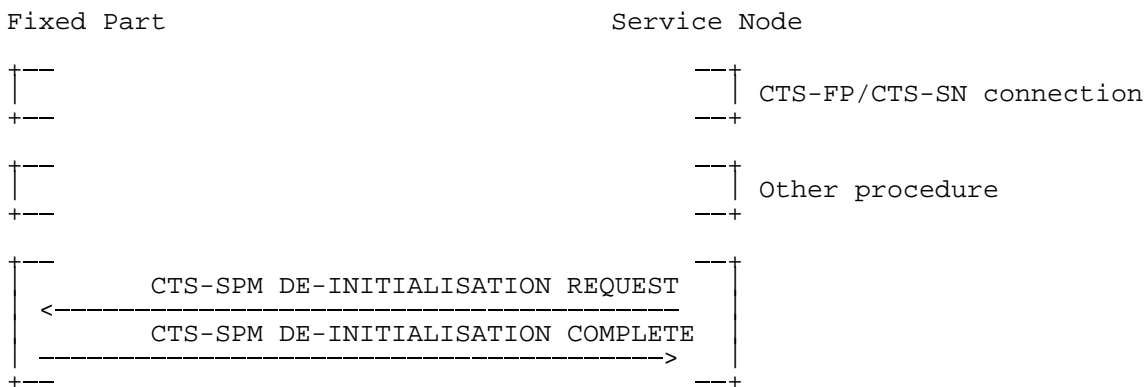 Fixed Part Service Node
CTS-FP/CTS-SN connection
Other procedure
CTS-SPM DE-INITIALISATION REQUEST
CTS-SPM DE-INITIALISATION COMPLETE